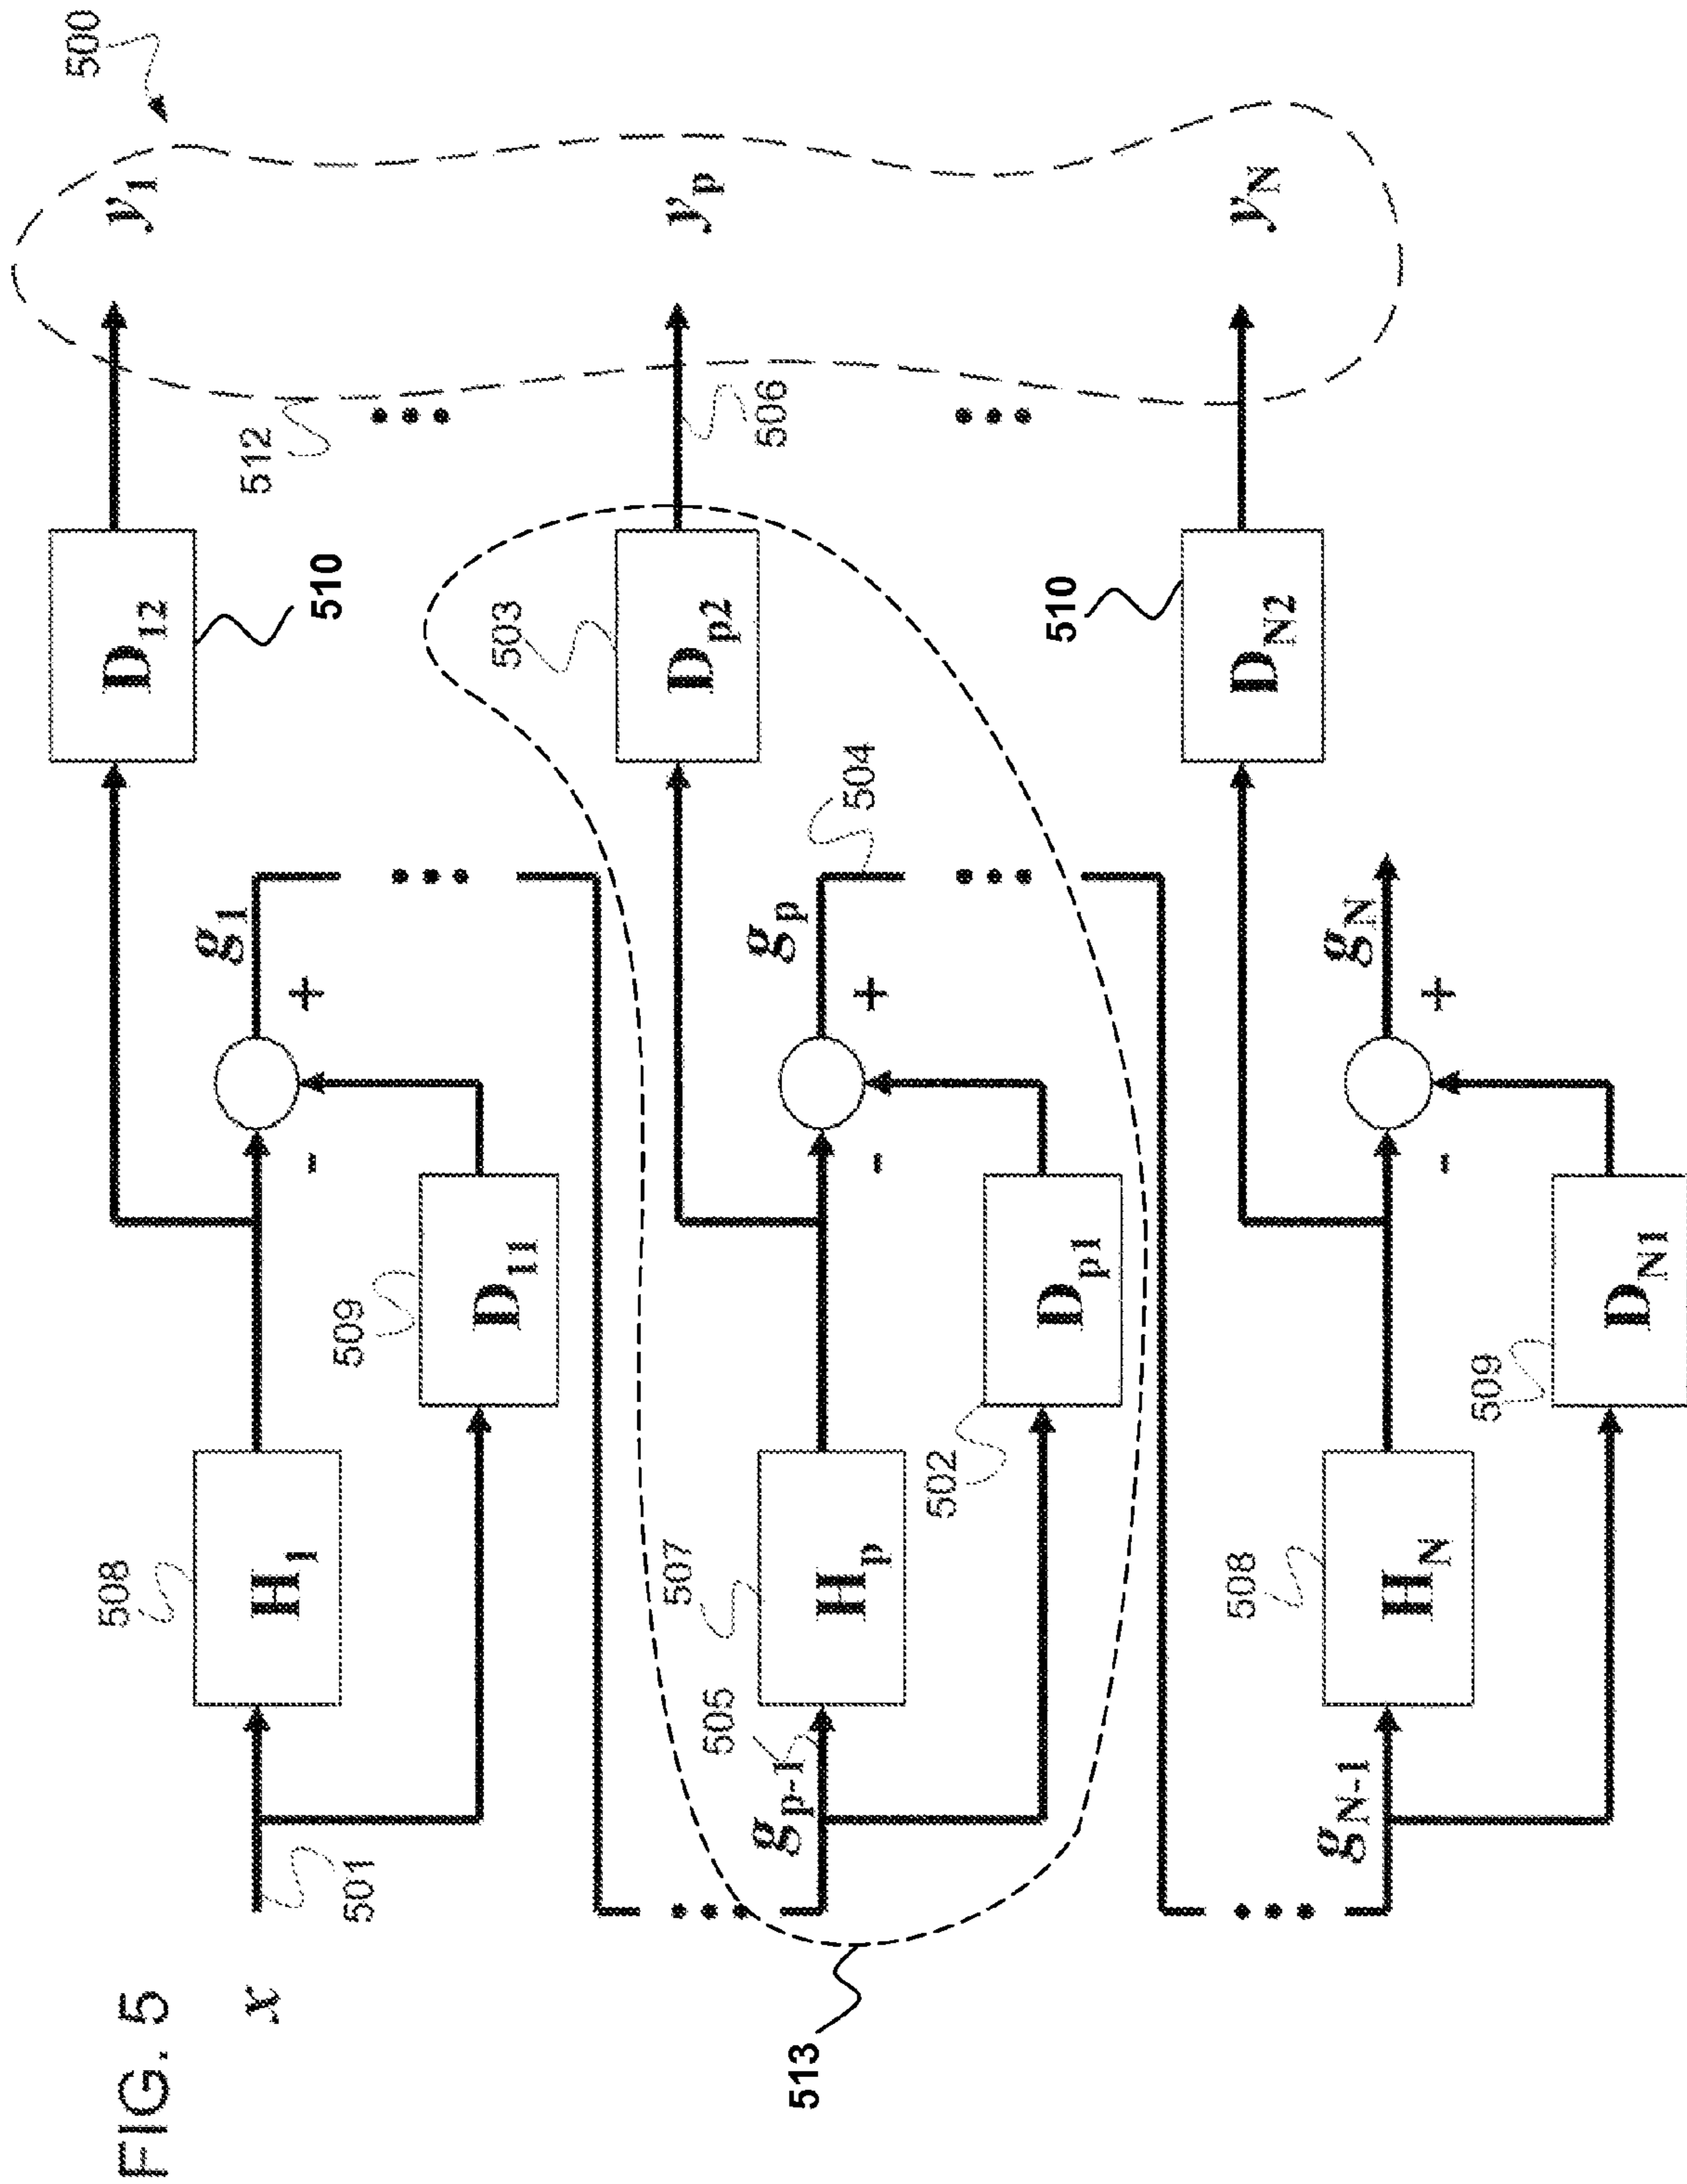 FIG. 5
500
x
501
508
H1
509
D11
-
+
g1
D12
510
512
y1
...
...
...
513
gp-1
505
507
Hp
502
Dp1
-
+
gp
504
503
Dp2
506
yp
...
...
...
gN-1
508
HN
509
DN1
-
+
gN
510
DN2
yN